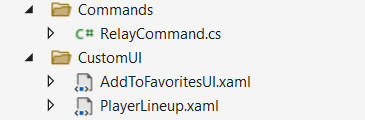 Commands
C# RelayCommand.cs
CustomUI
AddToFavoritesUI.xaml
PlayerLineup.xaml